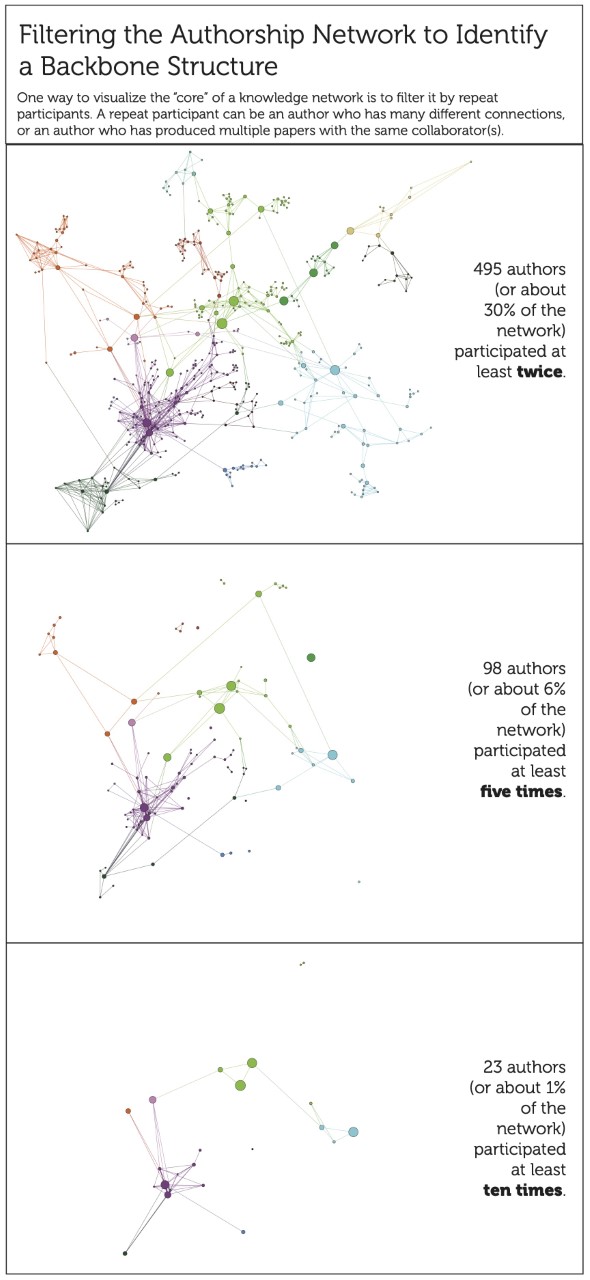 Filtering the Authorship Network to Identify
a Backbone Structure
One way to visualize the “core” of a knowledge network is to filter it by repeat
participants. A repeat participant can be an author who has many different connections,
or an author who has produced multiple papers with the same collaborator(s).
495 authors
(or about
30% of the
network)
participated at
least twice.
98 authors
(or about 6%
of the
network)
participated
at least
five times.
23 authors
(or about 1%
of the
network)
participated
at least
ten times.